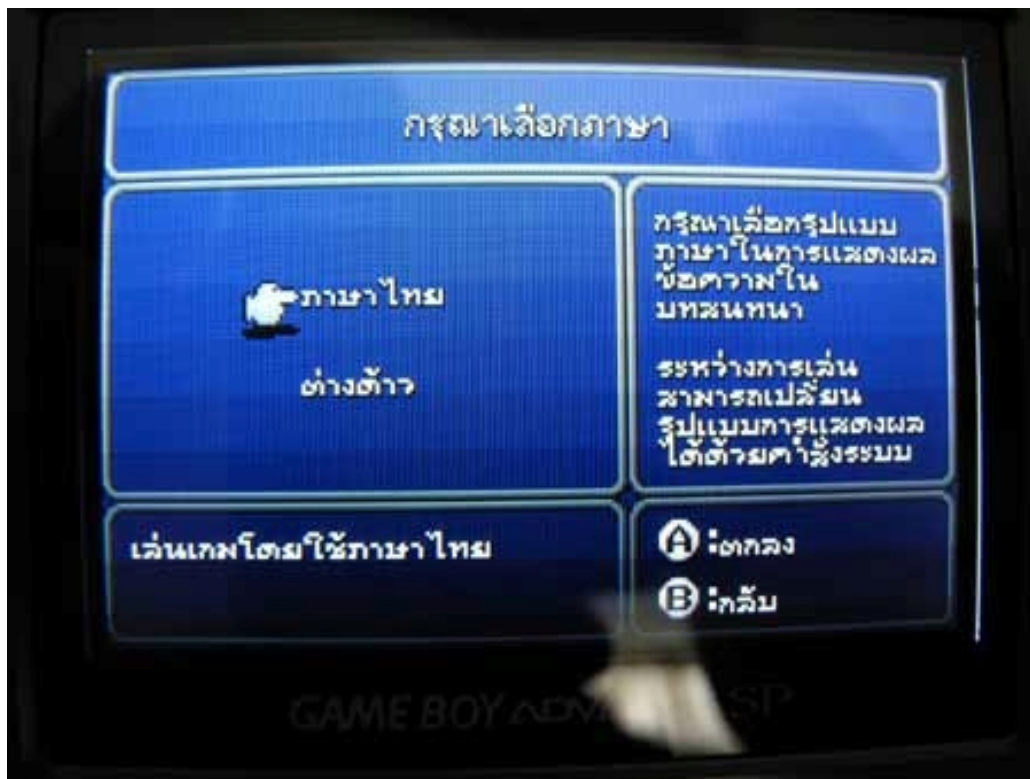 กรุณาเลือกภาษา
ภาษาไทย
ต่างด้าว
กรุณาเลือกรูปแบบ
ภาษาในการแสดงผล
ข้อความใน
บทสนทนา
ระหว่างการเล่น
สามารถเปลี่ยน
รูปแบบการแสดงผล
ได้ด้วยคำสั่งระบบ
เล่นเกมโดยใช้ภาษาไทย
A :ตกลง
B :กลับ
GAME BOY SP